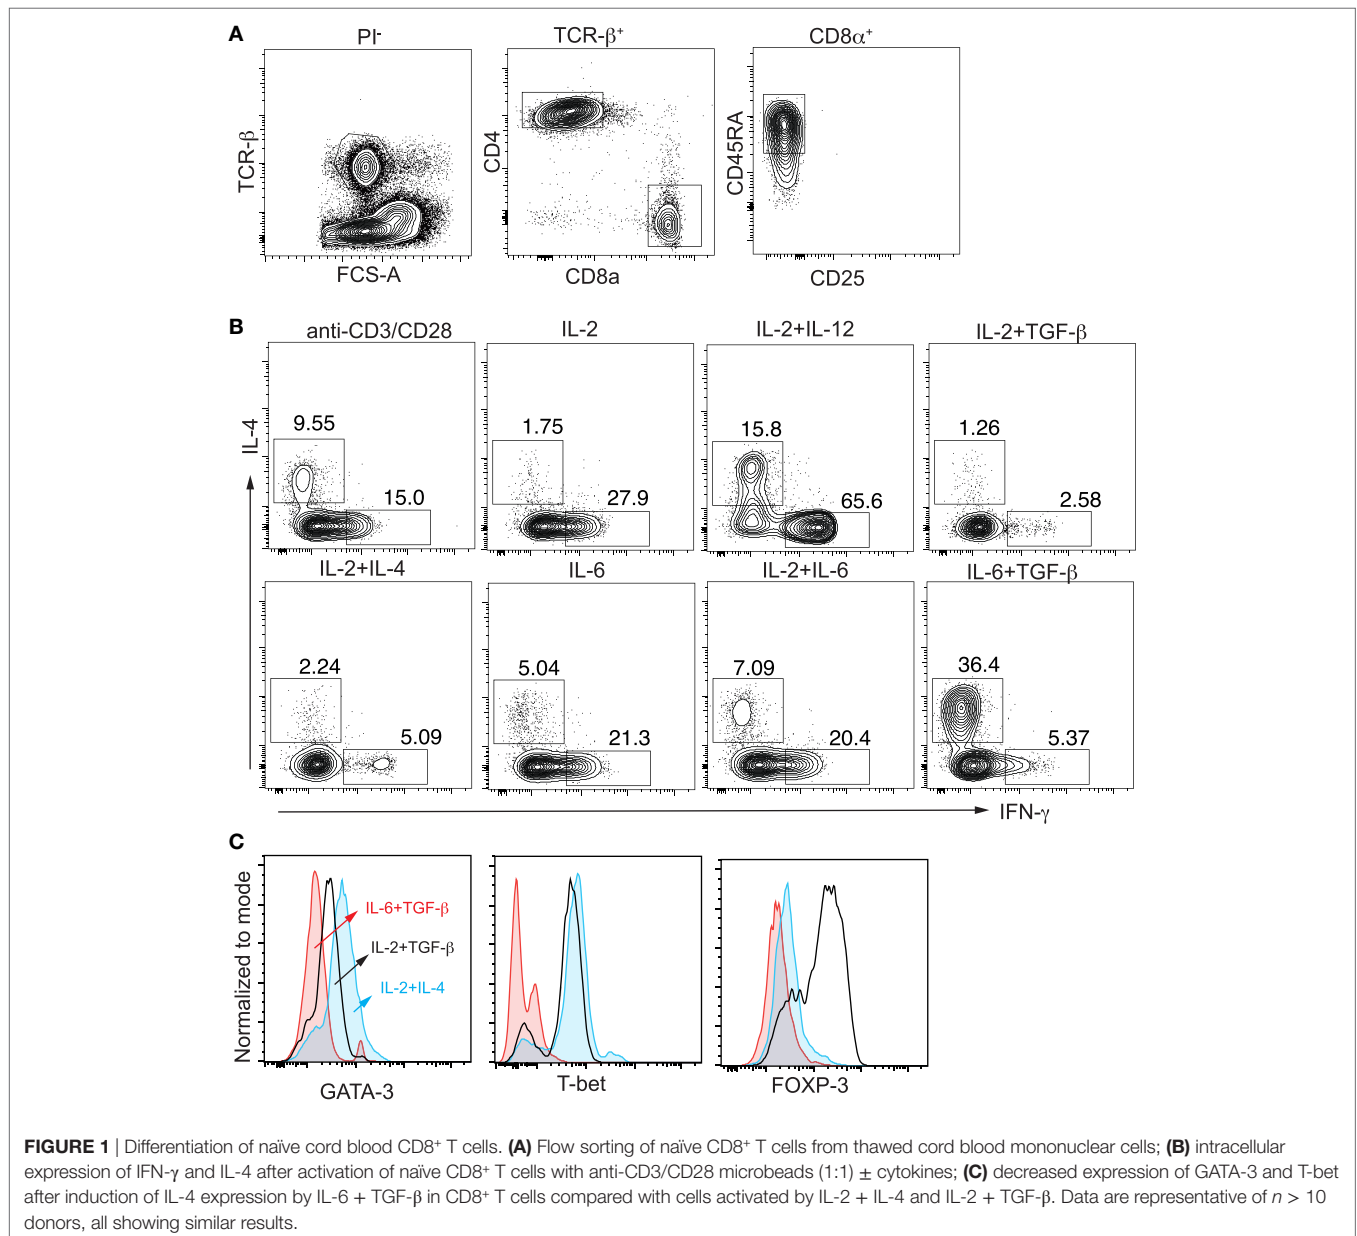 A
PI-
TCR-β+
CD8α+
TCR-β
CD4
CD45RA
FCS-A
CD8a
CD25
B
anti-CD3/CD28
IL-2
IL-2+IL-12
IL-2+TGF-β
IL-4
9.55
1.75
15.8
1.26
15.0
27.9
65.6
2.58
IL-2+IL-4
IL-6
IL-2+IL-6
IL-6+TGF-β
2.24
5.04
7.09
36.4
5.09
21.3
20.4
5.37
IFN-γ
C
Normalized to mode
IL-6+TGF-β
IL-2+TGF-β
IL-2+IL-4
GATA-3
T-bet
FOXP-3
FIGURE 1 | Differentiation of naïve cord blood CD8+ T cells. (A) Flow sorting of naïve CD8+ T cells from thawed cord blood mononuclear cells; (B) intracellular
expression of IFN-γ and IL-4 after activation of naïve CD8+ T cells with anti-CD3/CD28 microbeads (1:1) ± cytokines; (C) decreased expression of GATA-3 and T-bet
after induction of IL-4 expression by IL-6 + TGF-β in CD8+ T cells compared with cells activated by IL-2 + IL-4 and IL-2 + TGF-β. Data are representative of n > 10
donors, all showing similar results.